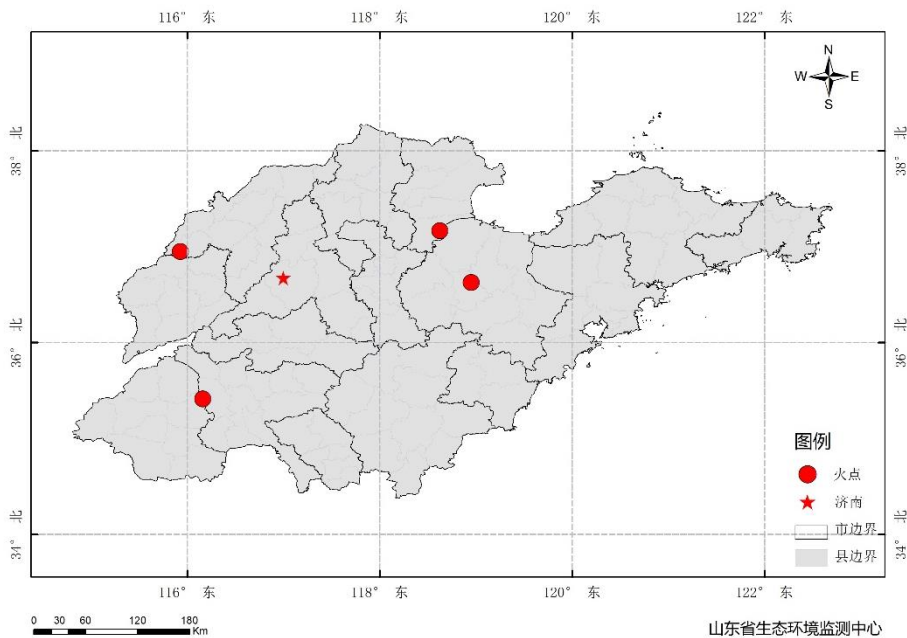 116° 东 118° 东 120° 东 122° 东
N
W E
S
38° 北 38° 北
36° 北 36° 北
图例
火点
济南
市边界
县边界
34° 北 34° 北
116° 东 118° 东 120° 东 122° 东
0 30 60 120 180
Km
山东省生态环境监测中心